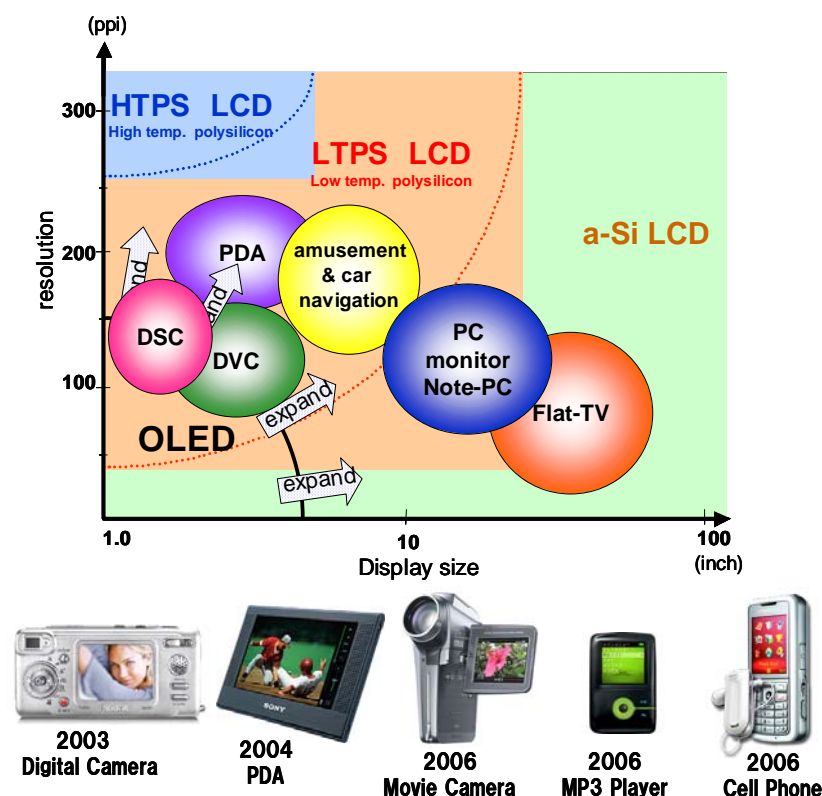 (ppi)
HTPS LCD
High temp. polysilicon
300
LTPS LCD
Low temp. polysilicon
a-Si LCD
resolution
200
PDA
amusement
& car
navigation
DSC
DVC
PC
monitor
Note-PC
100
expand
Flat-TV
OLED
expand
1.0
10
100
Display size
(inch)
SONY
2003
Digital Camera
2004
PDA
2006
Movie Camera
2006
MP3 Player
2006
Cell Phone